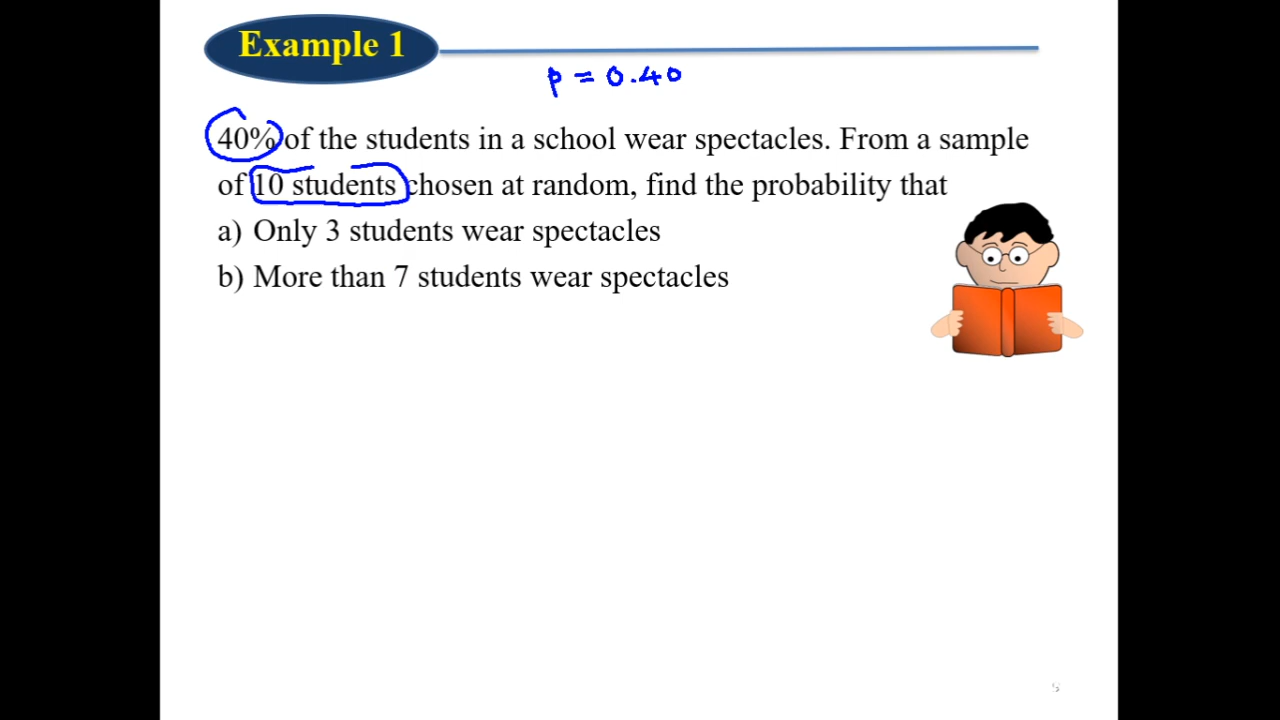 Example 1
p = 0.40
40% of the students in a school wear spectacles. From a sample
of 10 students chosen at random, find the probability that
a) Only 3 students wear spectacles
b) More than 7 students wear spectacles
5